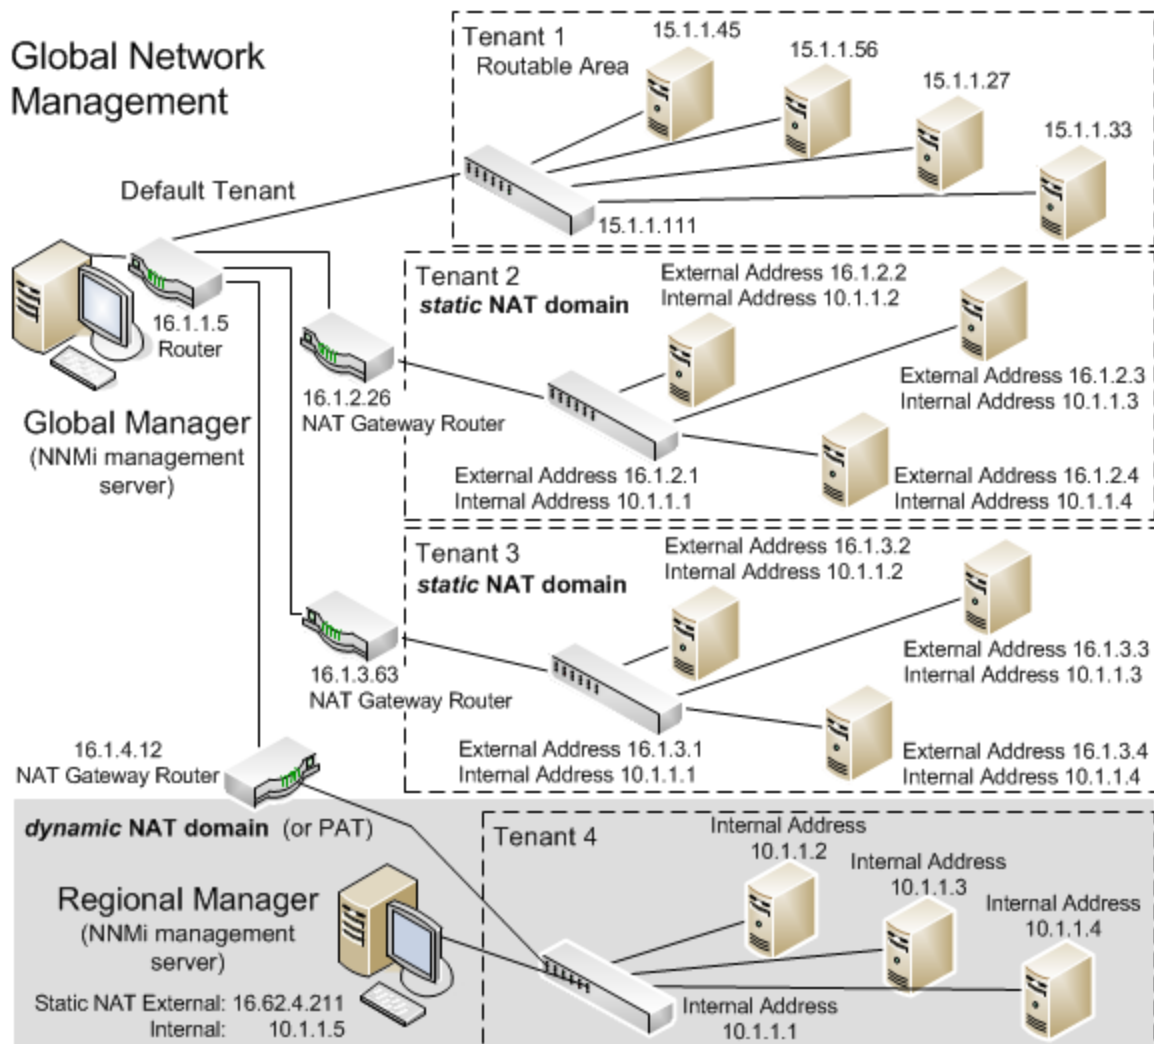 Global Network
Management
Tenant 1
Routable Area
15.1.1.45
15.1.1.56
15.1.1.27
15.1.1.33
15.1.1.111
Default Tenant
16.1.1.5
Router
Global Manager
(NNMi management
server)
16.1.2.26
NAT Gateway Router
Tenant 2
static NAT domain
External Address 16.1.2.2
Internal Address 10.1.1.2
External Address 16.1.2.3
Internal Address 10.1.1.3
External Address 16.1.2.1
Internal Address 10.1.1.1
External Address 16.1.2.4
Internal Address 10.1.1.4
Tenant 3
static NAT domain
External Address 16.1.3.2
Internal Address 10.1.1.2
External Address 16.1.3.3
Internal Address 10.1.1.3
16.1.3.63
NAT Gateway Router
External Address 16.1.3.1
Internal Address 10.1.1.1
External Address 16.1.3.4
Internal Address 10.1.1.4
16.1.4.12
NAT Gateway Router
dynamic NAT domain (or PAT)
Regional Manager
(NNMi management
server)
Static NAT External: 16.62.4.211
Internal: 10.1.1.5
Tenant 4
Internal Address
10.1.1.2
Internal Address
10.1.1.3
Internal Address
10.1.1.4
Internal Address
10.1.1.1